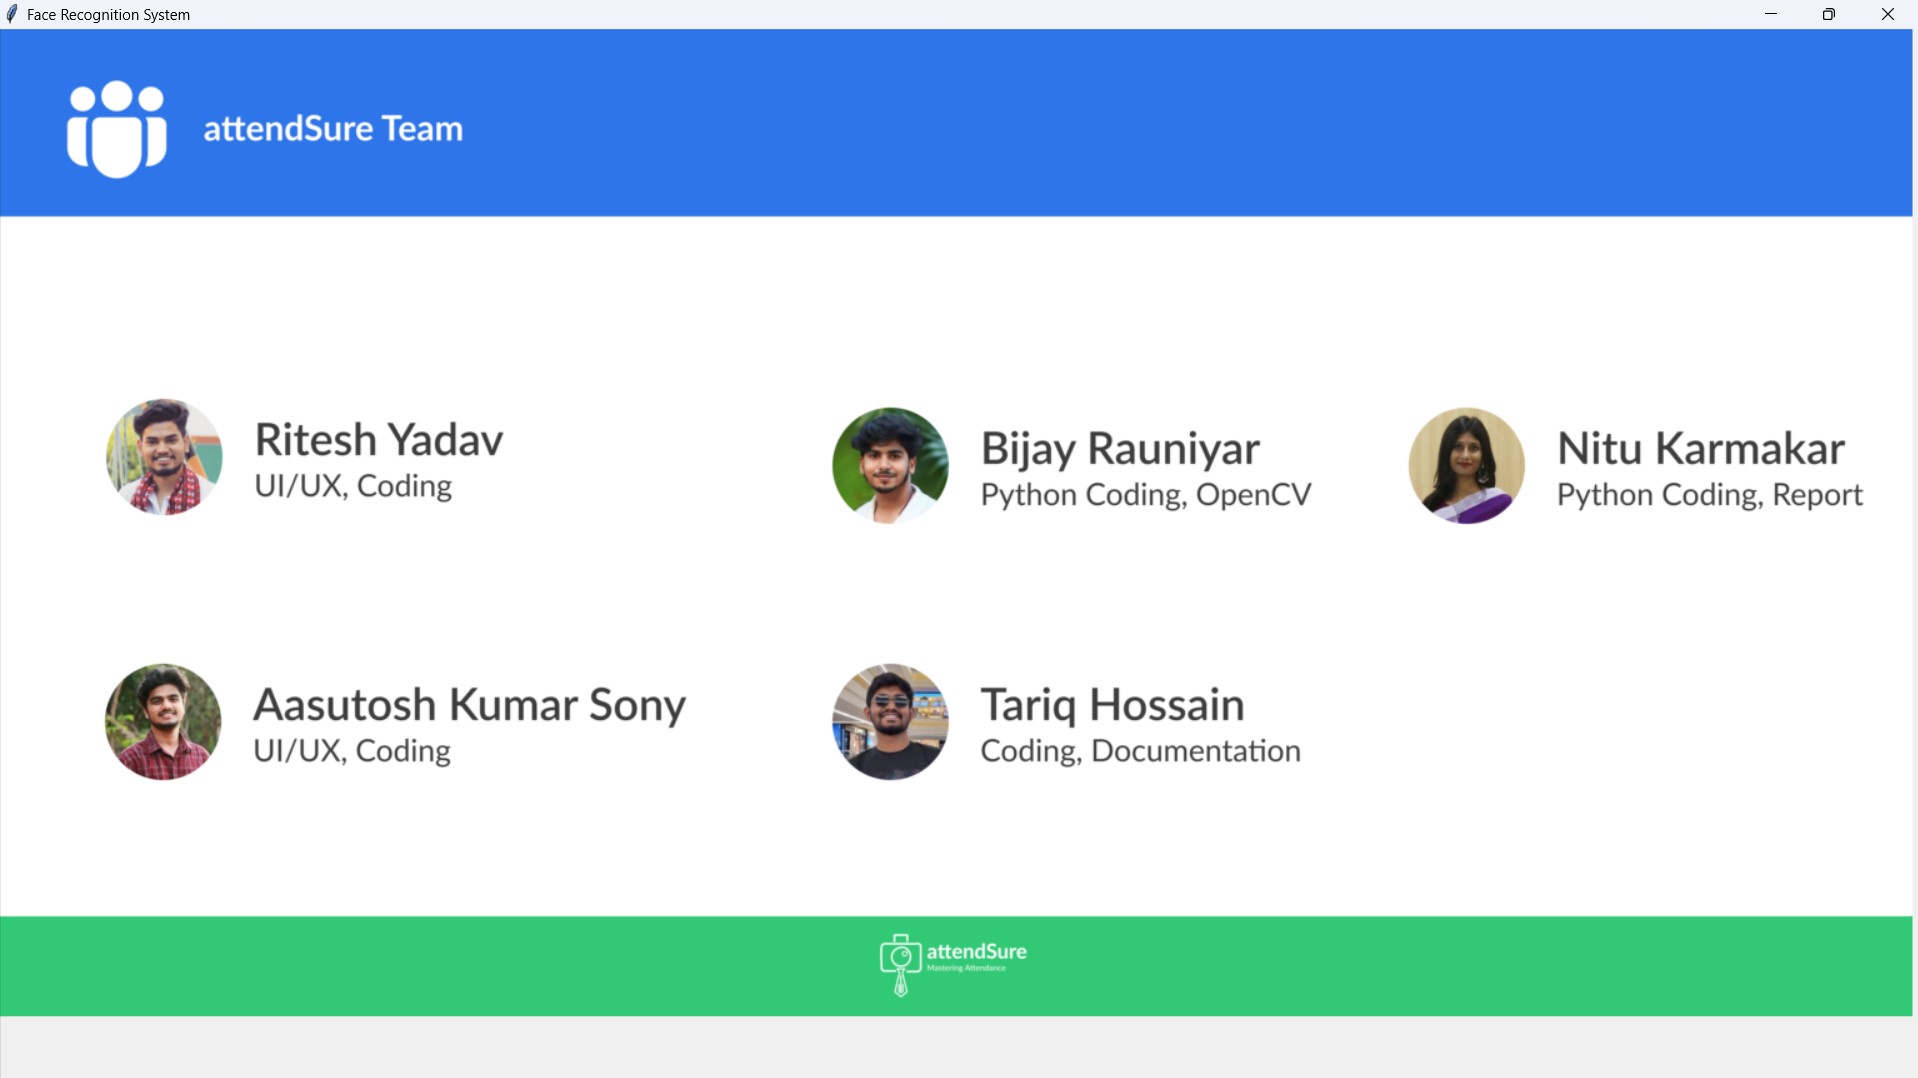 Face Recognition System
attendSure Team
Ritesh Yadav
UI/UX, Coding
Bijay Rauniyar
Python Coding, OpenCV
Nitu Karmakar
Python Coding, Report
Aasutosh Kumar Sony
UI/UX, Coding
Tariq Hossain
Coding, Documentation
attendSure
Mastering Attendance